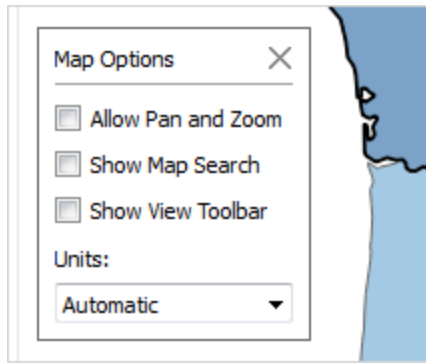 Map Options
Allow Pan and Zoom
Show Map Search
Show View Toolbar
Units:
Automatic